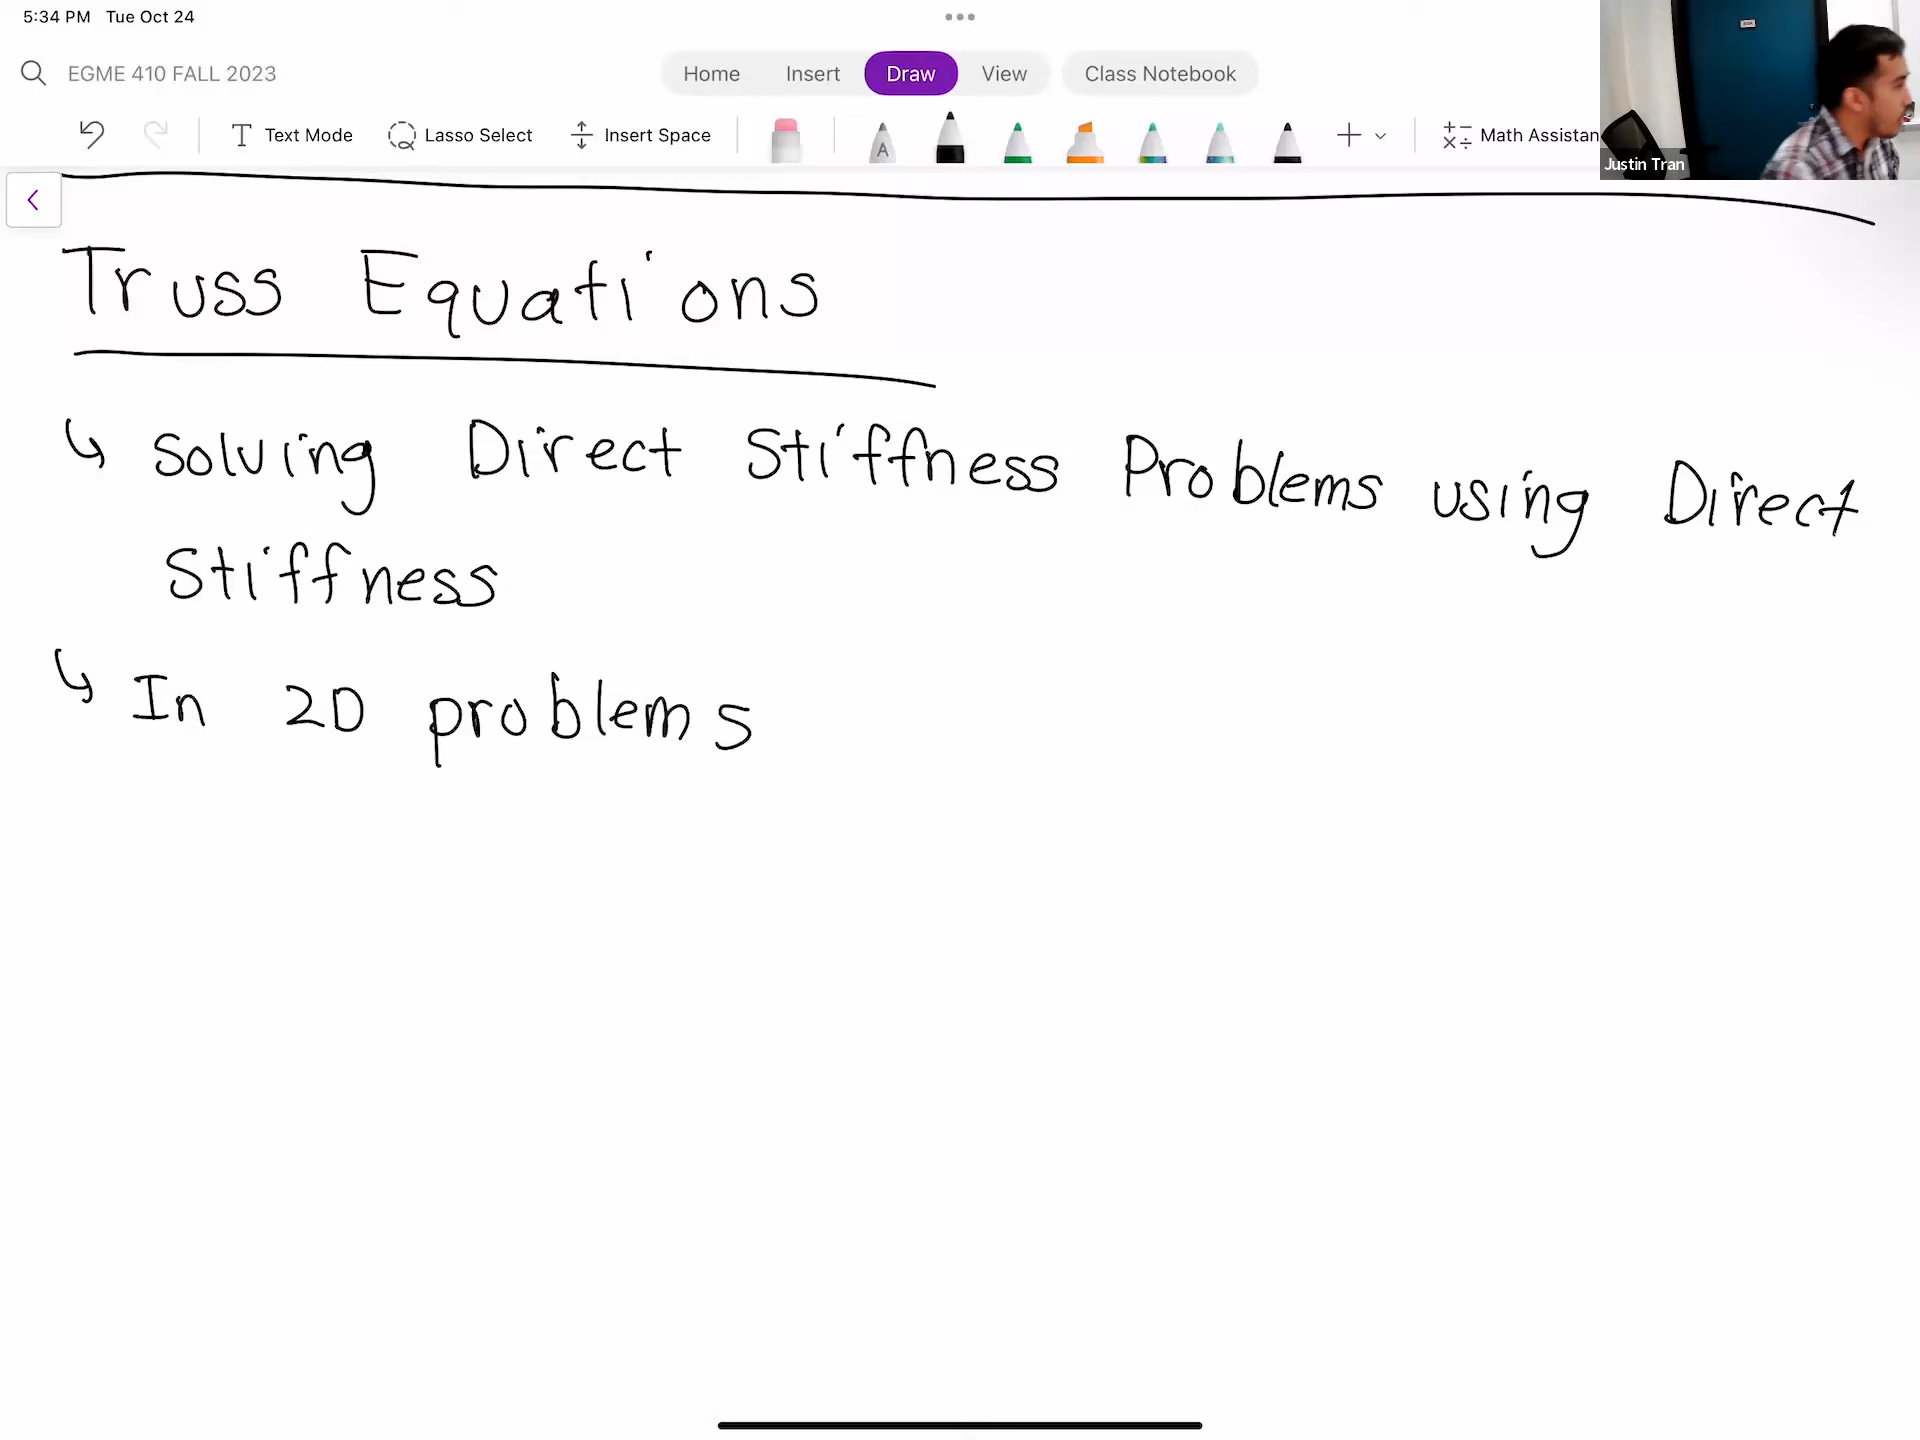 5:34 PM Tue Oct 24
EGME 410 FALL 2023
Home Insert Draw View Class Notebook
Text Mode Lasso Select Insert Space A Math Assistan
Justin Tran
Truss Equations
↳ Solving Direct Stiffness Problems using Direct
Stiffness
↳ In 2D problems